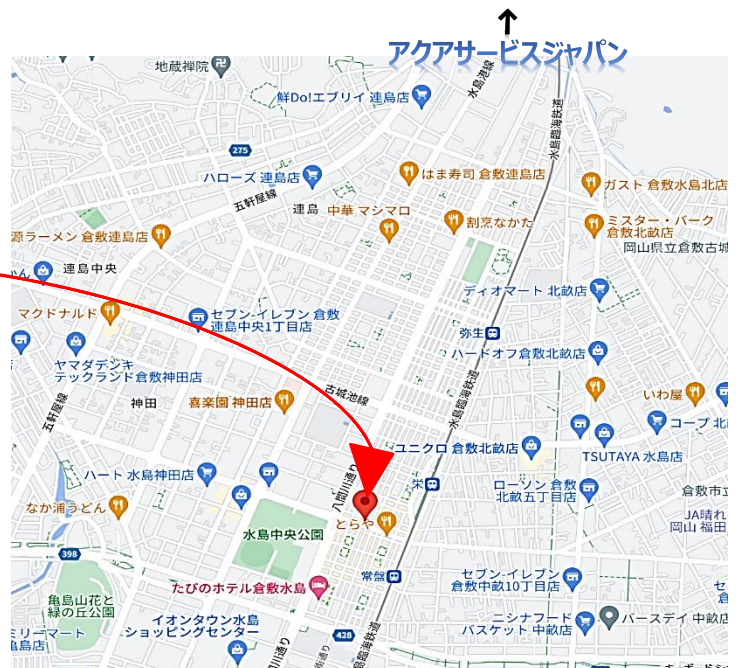 ↑
アクアサービスジャパン
地蔵禅院
水島港線
鮮Do!エブリイ 連島店
水島臨海鉄道
275
ハローズ 連島店
はま寿司 倉敷連島店
ガスト 倉敷水島北店
五軒屋線
連島
中華 マシマロ
割烹なかた
ミスター・バーク
倉敷北畝店
源ラーメン 倉敷連島店
岡山県立倉敷古城
かん
連島中央
ディオマート 北畝店
マクドナルド
セブン-イレブン 倉敷
連島中央1丁目店
弥生
ハードオフ倉敷北畝店
ヤマダデンキ
テックランド倉敷神田店
水島臨海鉄道
古城池線
五軒屋線
神田
喜楽園 神田店
いわ屋
コープ 北
ユニクロ 倉敷北畝店
TSUTAYA 水島店
八間川通り
ハート 水島神田店
栄
ローソン 倉敷
北畝五丁目店
倉敷市立
なか浦うどん
とらや
JA晴れ
岡山 福田
水島中央公園
398
常盤
セブン-イレブン
倉敷中畝10丁目店
セブ
たびのホテル倉敷水島
亀島山花と
緑の丘公園
イオンタウン水島
ショッピングセンター
ニシナフード
バスケット 中畝店
バースデイ 中畝店
ミリーマート
亀島店
428
水島臨海鉄道
川通り